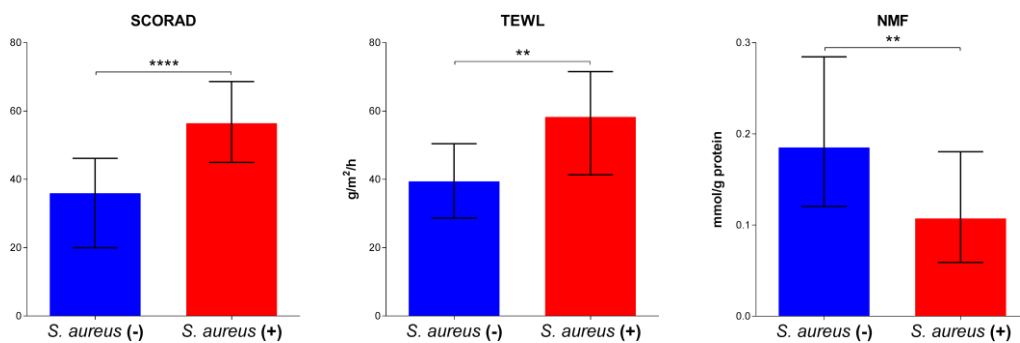 SCORAD
80
60
40
20
0
****
S. aureus (-)
S. aureus (+)
TEWL
g/m²/h
80
60
40
20
0
**
S. aureus (-)
S. aureus (+)
NMF
mmol/g protein
0.3
0.2
0.1
0.0
**
S. aureus (-)
S. aureus (+)